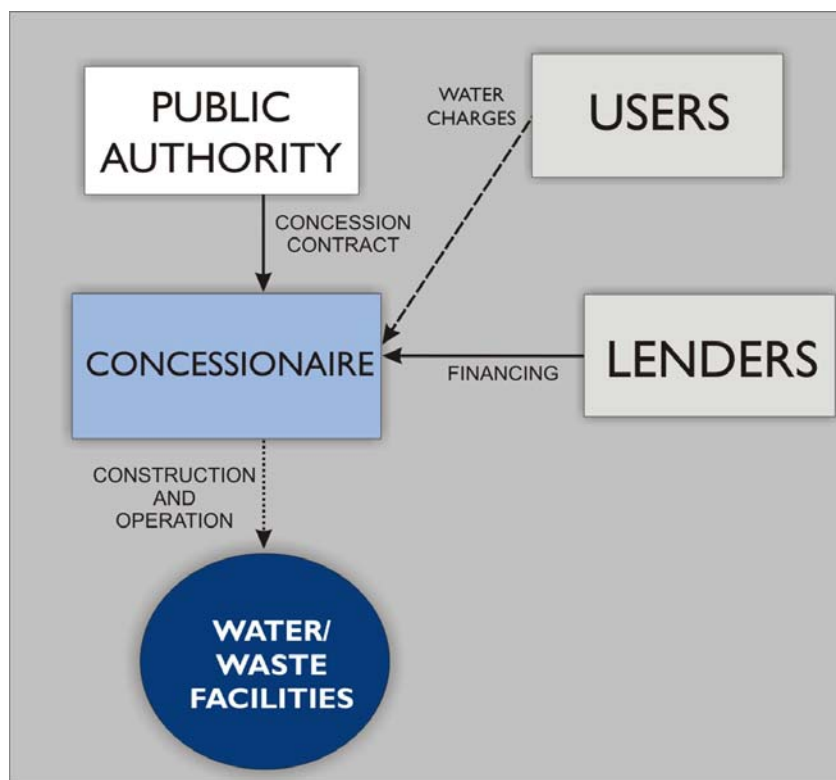 PUBLIC
AUTHORITY
WATER
CHARGES
USERS
CONCESSION
CONTRACT
CONCESSIONAIRE
FINANCING
LENDERS
CONSTRUCTION
AND
OPERATION
WATER/
WASTE
FACILITIES